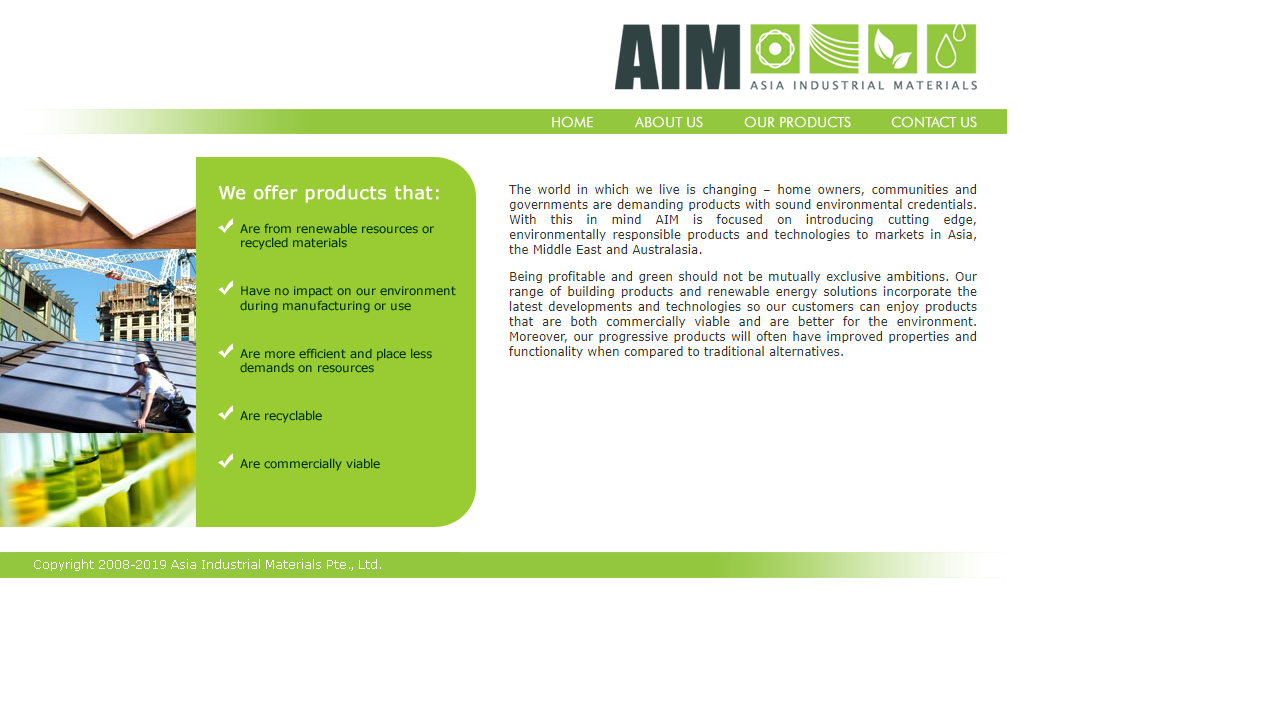 AIM
ASIA INDUSTRIAL MATERIALS
HOME ABOUT US OUR PRODUCTS CONTACT US
We offer products that:
Are from renewable resources or
recycled materials
Have no impact on our environment
during manufacturing or use
Are more efficient and place less
demands on resources
Are recyclable
Are commercially viable
The world in which we live is changing – home owners, communities and
governments are demanding products with sound environmental credentials.
With this in mind AIM is focused on introducing cutting edge,
environmentally responsible products and technologies to markets in Asia,
the Middle East and Australasia.
Being profitable and green should not be mutually exclusive ambitions. Our
range of building products and renewable energy solutions incorporate the
latest developments and technologies so our customers can enjoy products
that are both commercially viable and are better for the environment.
Moreover, our progressive products will often have improved properties and
functionality when compared to traditional alternatives.
Copyright 2008-2019 Asia Industrial Materials Pte., Ltd.